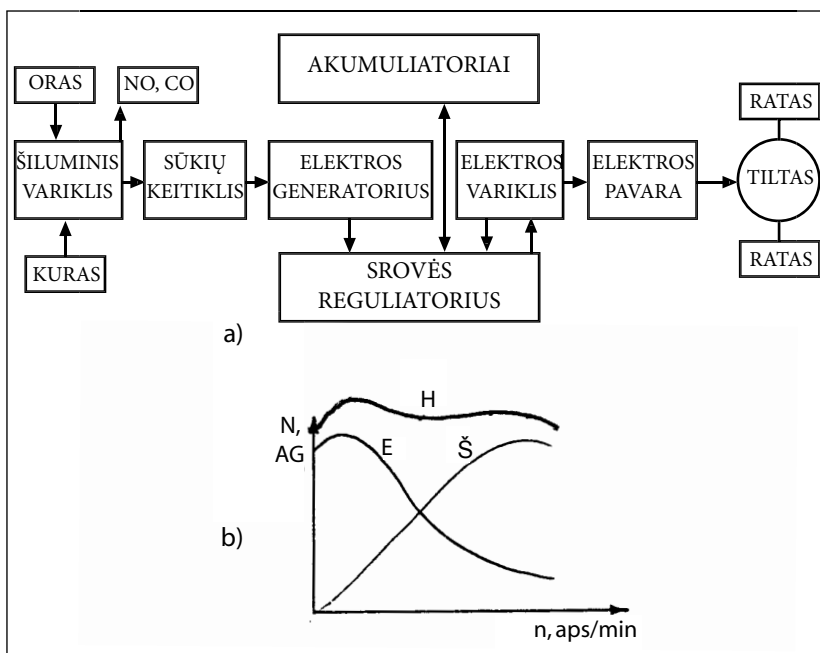 ORAS
NO, CO
AKUMULIATORIAI
RATAS
ŠILUMINIS
VARIKLIS
SŪKIŲ
KEITIKLIS
ELEKTROS
GENERATORIUS
ELEKTROS
VARIKLIS
ELEKTROS
PAVARA
TILTAS
KURAS
SROVĖS
REGULIATORIUS
RATAS
a)
N,
AG
H
E
Š
b)
n, aps/min